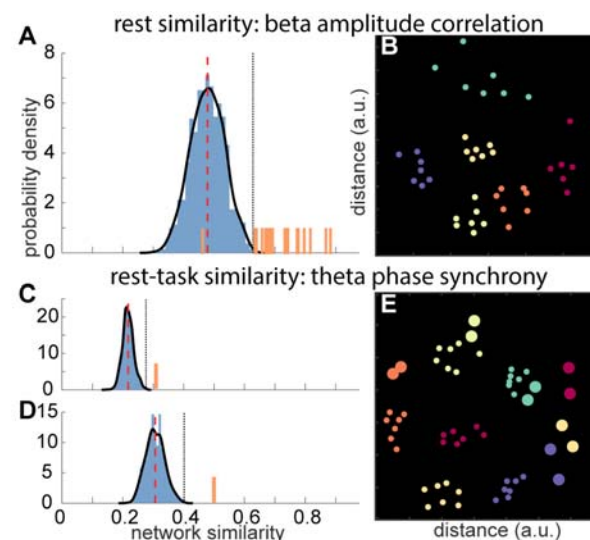 rest similarity: beta amplitude correlation
A
B
8
6
4
2
0
probability density
distance (a.u.)
rest-task similarity: theta phase synchrony
C
E
20
10
0
D
15
10
5
0
0 0.2 0.4 0.6 0.8
network similarity
distance (a.u.)